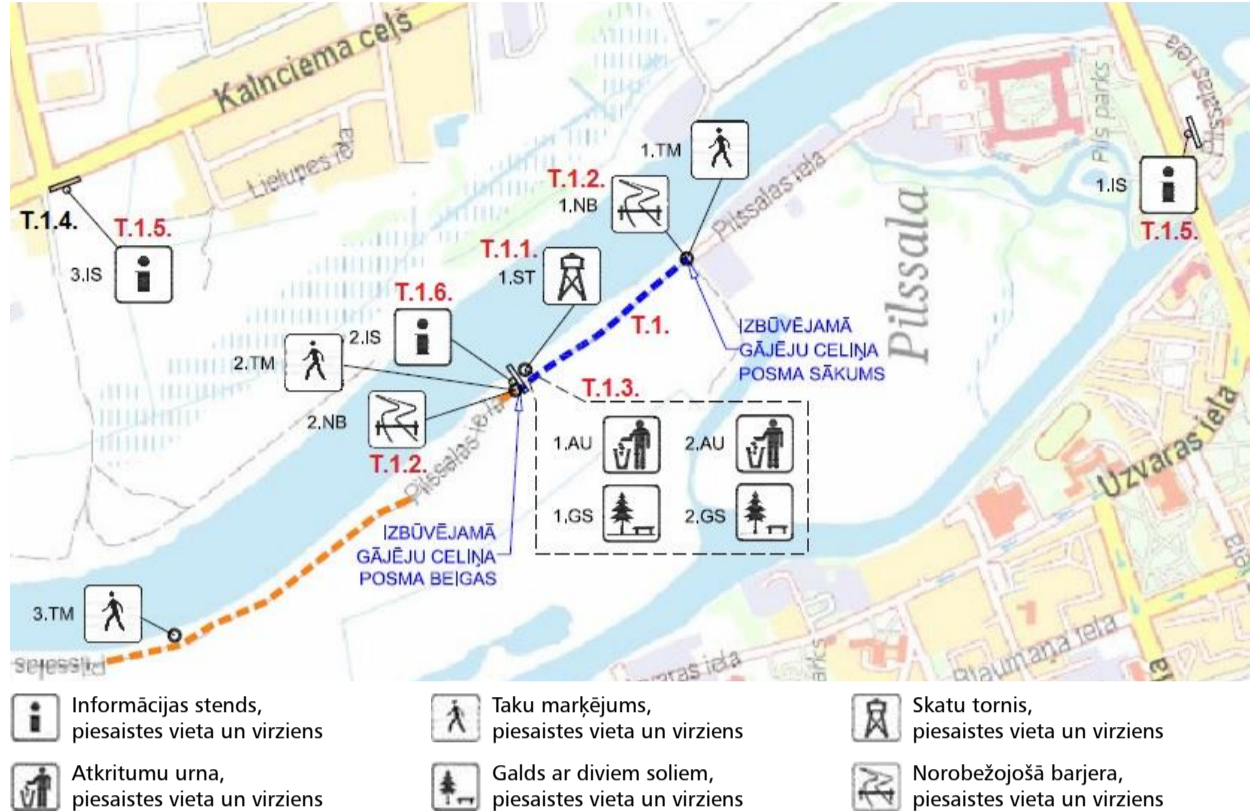 Kalnciema ceļš
Lielupes iela
T.1.4.
T.1.5.
3.IS
T.1.2.
1.TM
1.NB
Pilssalas iela
Pils parks
Pilssalas iela
1.IS
T.1.5.
Pilssala
T.1.1.
1.ST
T.1.6.
2.IS
2.TM
T.1.
IZBŪVĒJAMĀ
GĀJĒJU CELIŅA
POSMA SĀKUMS
T.1.3.
2.NB
T.1.2.
Pilssalas iela
1.AU
2.AU
1.GS
2.GS
IZBŪVĒJAMĀ
GĀJĒJU CELIŅA
POSMA BEIGAS
Uzvaras iela
3.TM
Blaumaņa iela
Informācijas stends,
piesaistes vieta un virziens
Taku marķējums,
piesaistes vieta un virziens
Skatu tornis,
piesaistes vieta un virziens
Atkritumu urna,
piesaistes vieta un virziens
Galds ar diviem soliem,
piesaistes vieta un virziens
Norobežojošā barjera,
piesaistes vieta un virziens